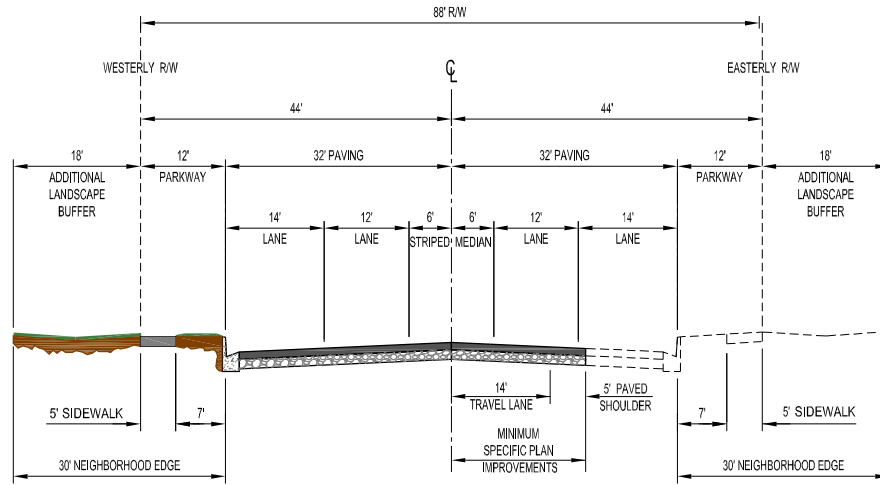 88' R/W
WESTERLY R/W
℄
EASTERLY R/W
44'
44'
18'
12'
32' PAVING
32' PAVING
12'
18'
ADDITIONAL
LANDSCAPE
BUFFER
PARKWAY
PARKWAY
ADDITIONAL
LANDSCAPE
BUFFER
14'
12'
6'
6'
12'
14'
LANE
LANE
STRIPED
MEDIAN
LANE
LANE
14'
TRAVEL LANE
5' PAVED
SHOULDER
5' SIDEWALK
7'
7'
5' SIDEWALK
MINIMUM
SPECIFIC PLAN
IMPROVEMENTS
30' NEIGHBORHOOD EDGE
30' NEIGHBORHOOD EDGE